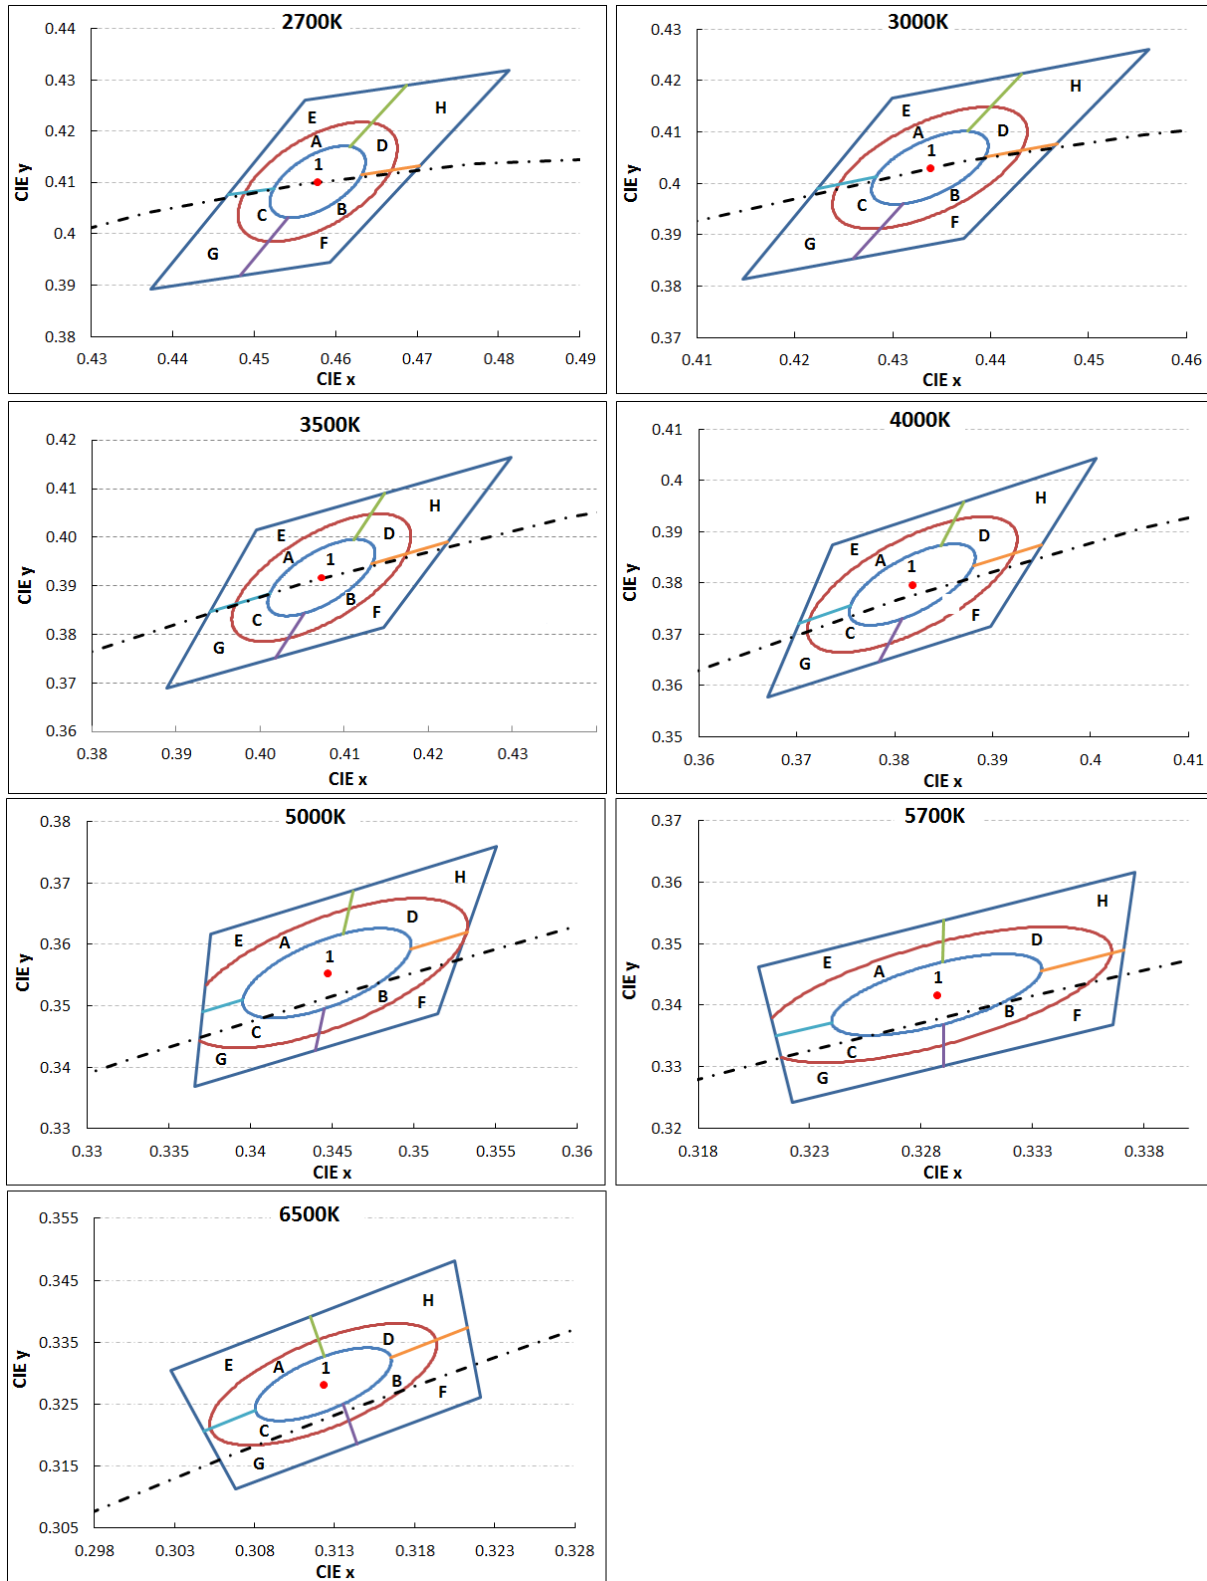 2700K
0.44
0.43
0.42
0.41
0.4
0.39
0.38
CIE y
E
H
A
D
1
C
B
F
G
0.43 0.44 0.45 0.46 0.47 0.48 0.49
CIE x
3000K
0.43
0.42
0.41
0.4
0.39
0.38
0.37
CIE y
H
E
A
D
1
C
B
F
G
0.41 0.42 0.43 0.44 0.45 0.46
CIE x
3500K
0.42
0.41
0.40
0.39
0.38
0.37
0.36
CIE y
H
E
D
A
1
B
C
F
G
0.38 0.39 0.40 0.41 0.42 0.43
CIE x
4000K
0.41
0.4
0.39
0.38
0.37
0.36
0.35
CIE y
H
E
D
A
1
B
C
F
G
0.36 0.37 0.38 0.39 0.4 0.41
CIE x
5000K
0.38
0.37
0.36
0.35
0.34
0.33
CIE y
H
D
E
A
1
B
F
C
G
0.33 0.335 0.34 0.345 0.35 0.355 0.36
CIE x
5700K
0.37
0.36
0.35
0.34
0.33
0.32
CIE y
H
D
E
A
1
B
F
C
G
0.318 0.323 0.328 0.333 0.338
CIE x
6500K
0.355
0.345
0.335
0.325
0.315
0.305
CIE y
H
D
E
A
1
B
F
C
G
0.298 0.303 0.308 0.313 0.318 0.323 0.328
CIE x